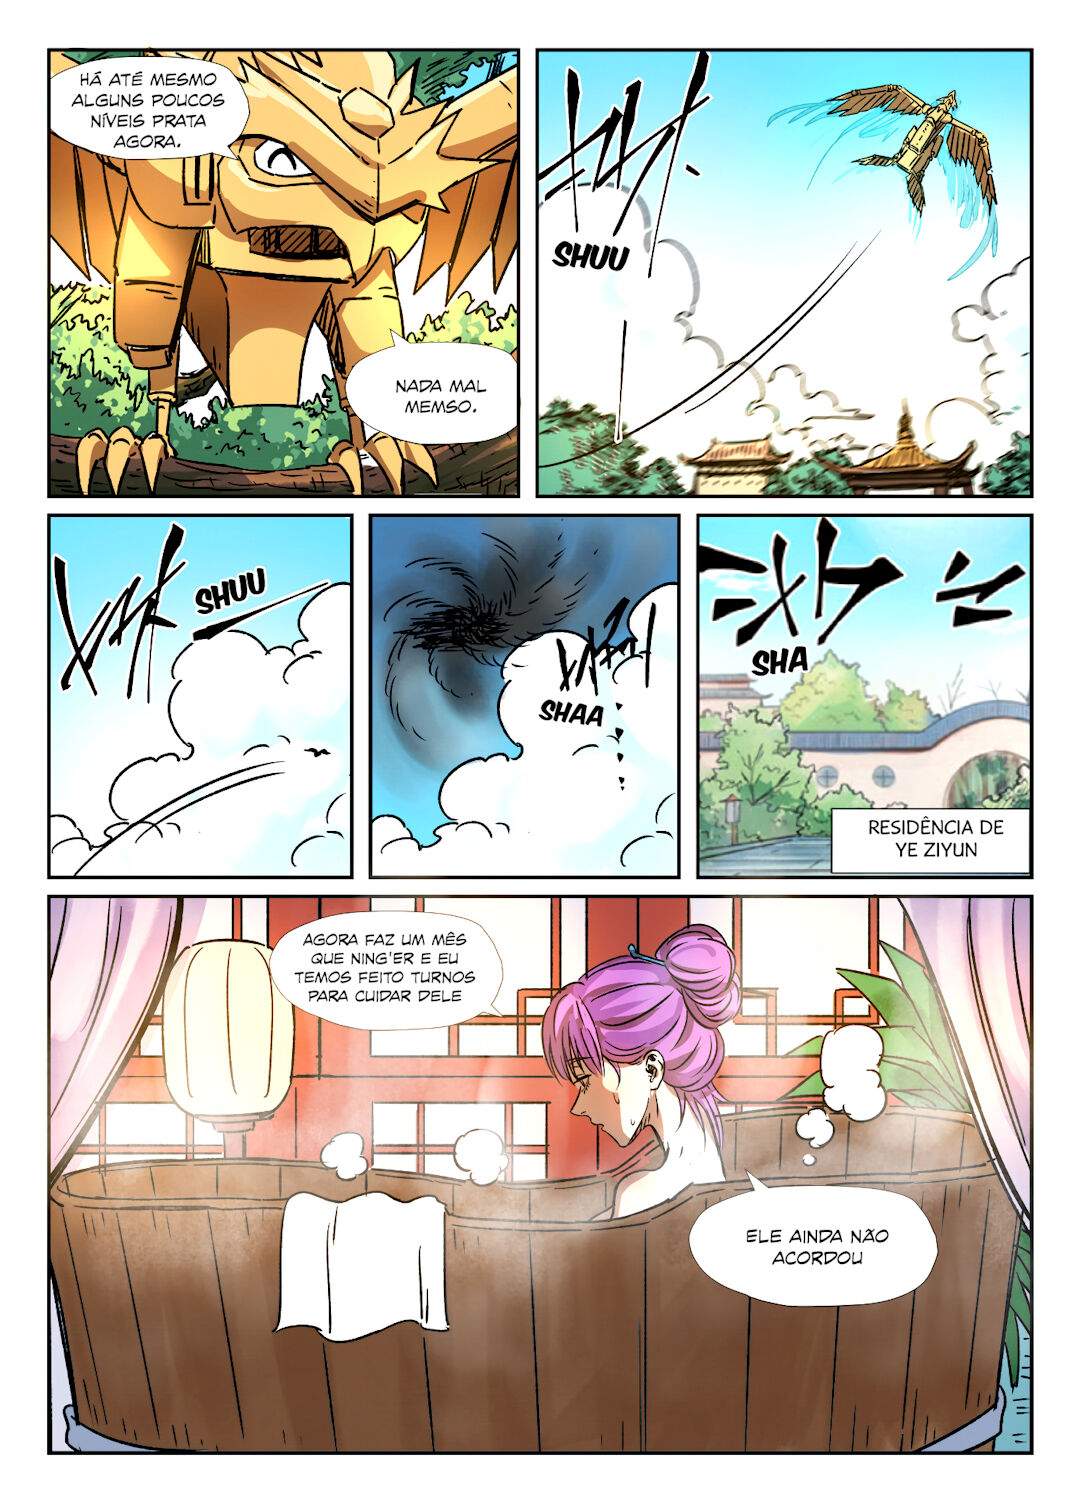 HÁ ATÉ MESMO
ALGUNS POUCOS
NÍVEIS PRATA
AGORA.
NADA MAL
MEMSO.
SHUU
SHUU
SHAA
SHA
RESIDÊNCIA DE
YE ZIYUN
AGORA FAZ UM MÊS
QUE NING'ER E EU
TEMOS FEITO TURNOS
PARA CUIDAR DELE
ELE AINDA NÃO
ACORDOU